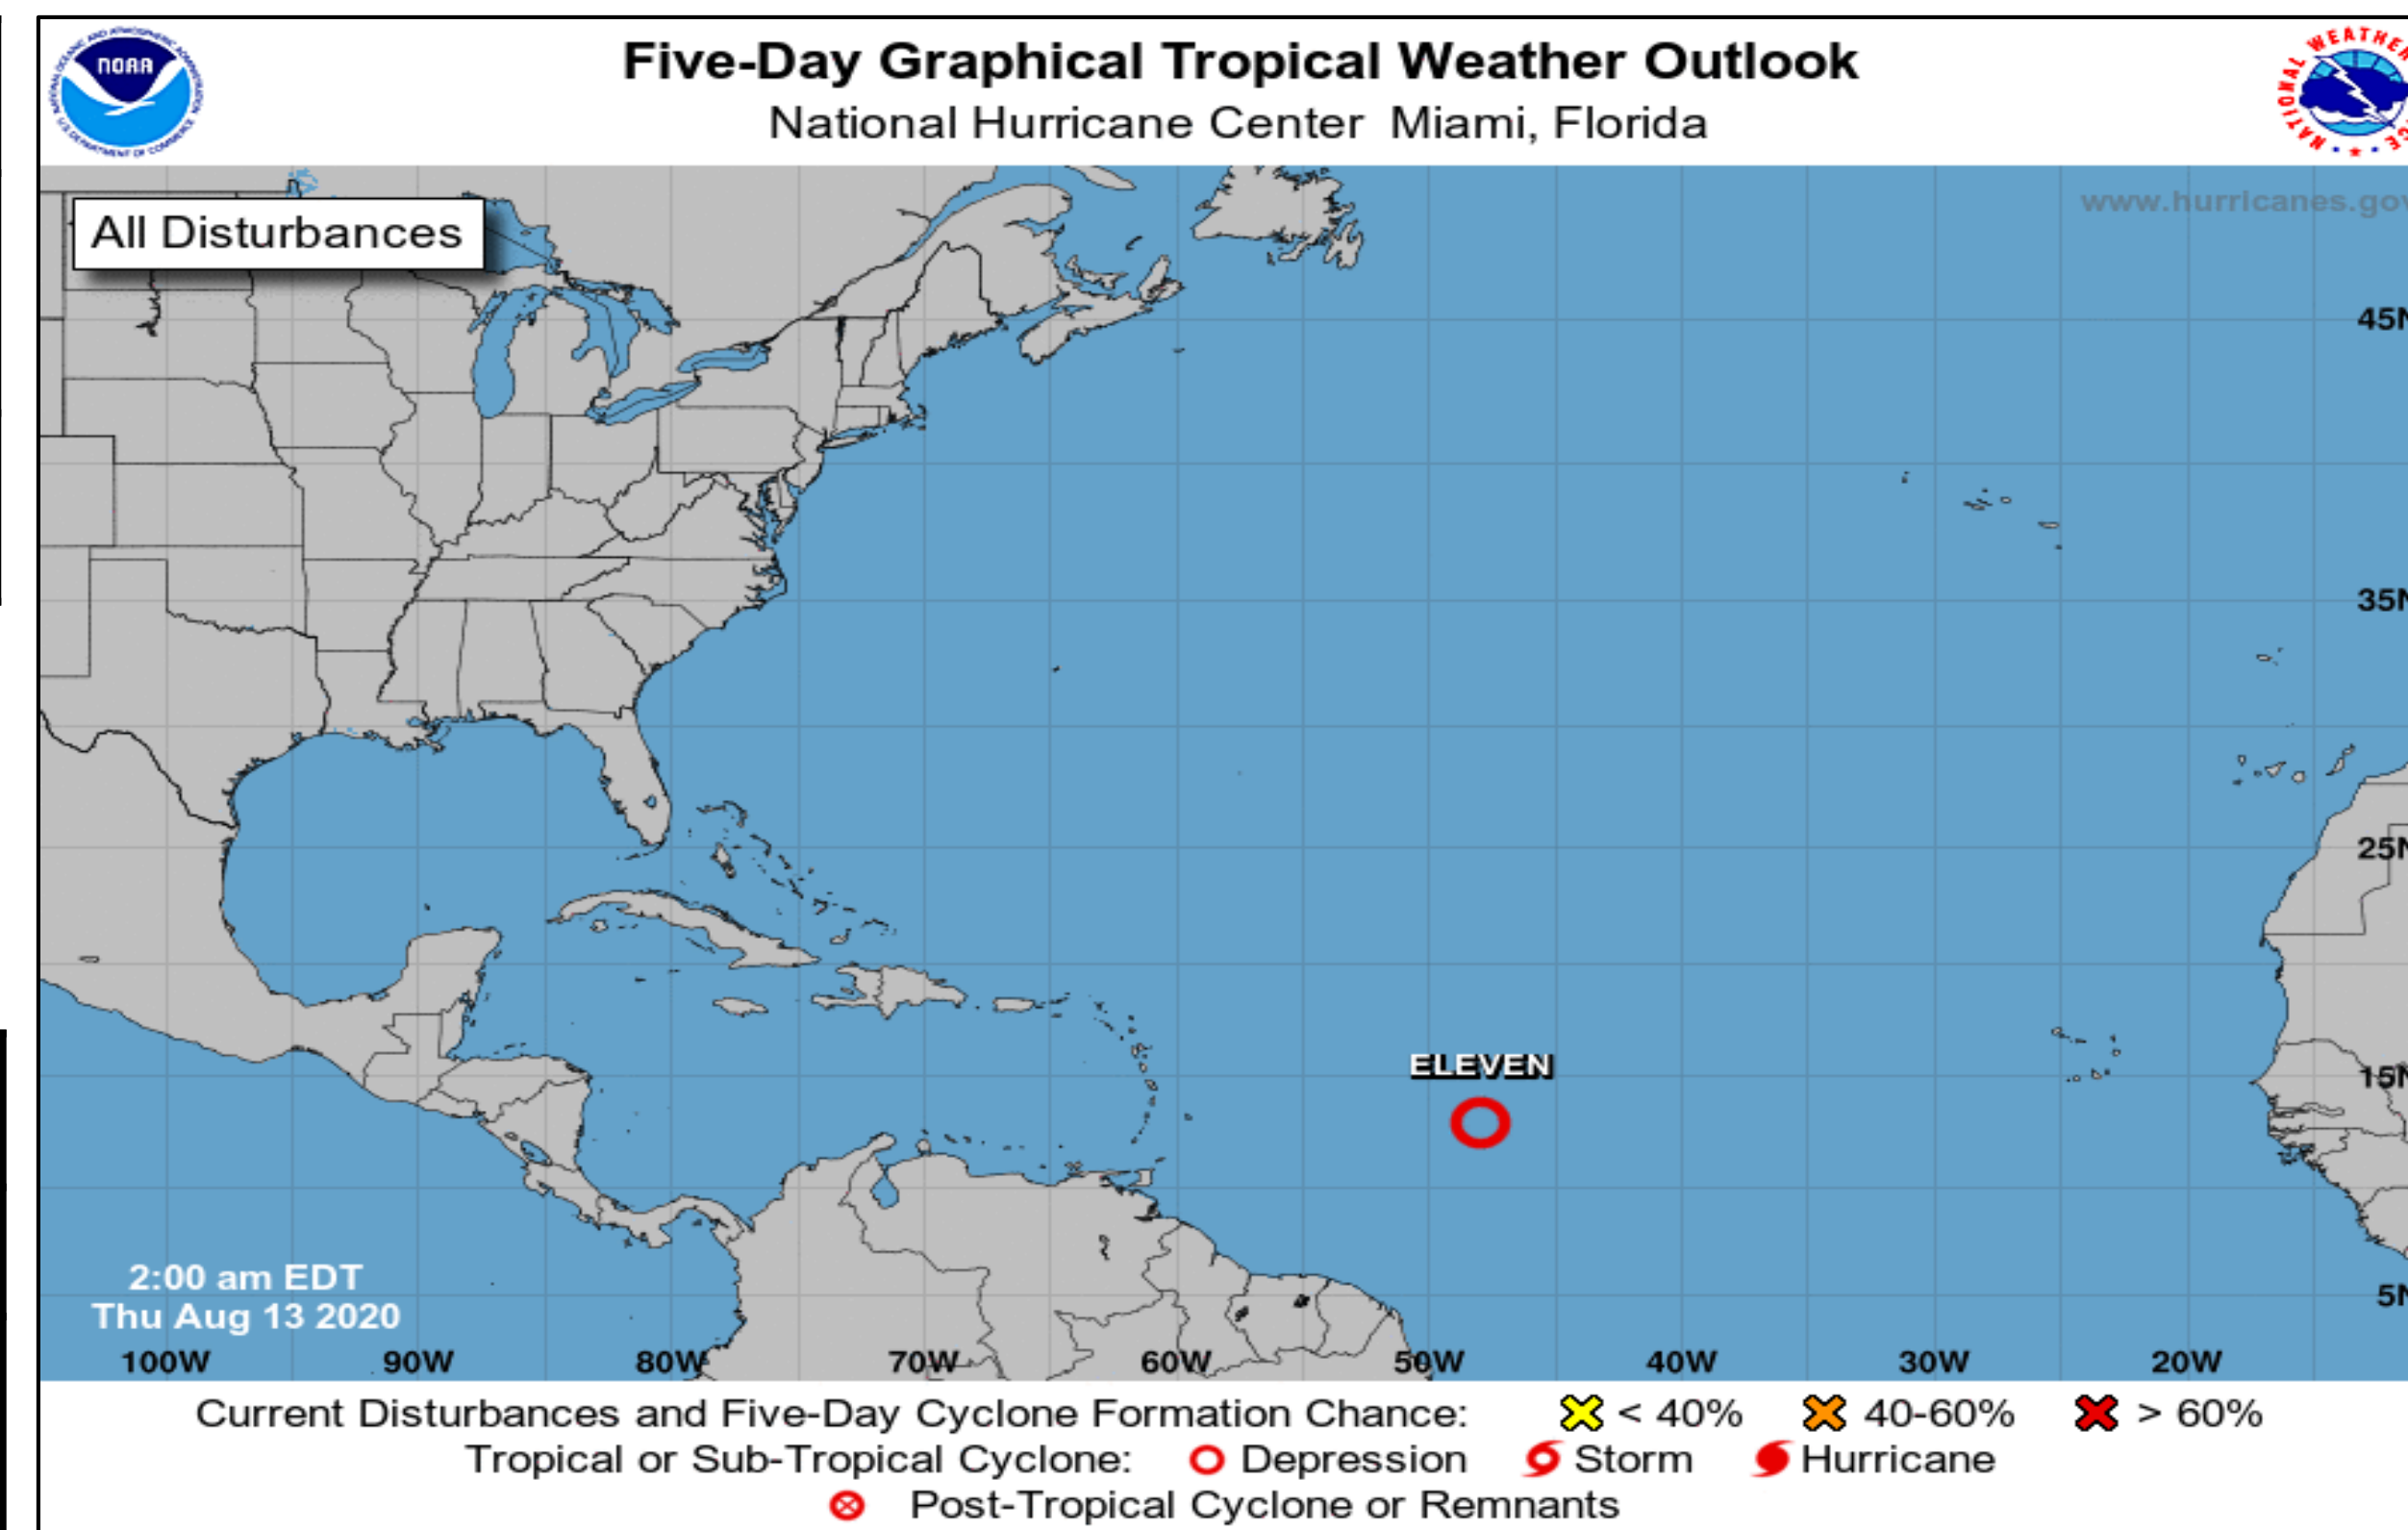 Five-Day Graphical Tropical Weather Outlook
National Hurricane Center Miami, Florida
NOAA
All Disturbances
www.hurricanes.gov
45N
35N
25N
ELEVEN
15N
2:00 am EDT
Thu Aug 13 2020
5N
100W 90W 80W 70W 60W 50W 40W 30W 20W
Current Disturbances and Five-Day Cyclone Formation Chance: < 40% 40-60% > 60%
Tropical or Sub-Tropical Cyclone: Depression Storm Hurricane
Post-Tropical Cyclone or Remnants